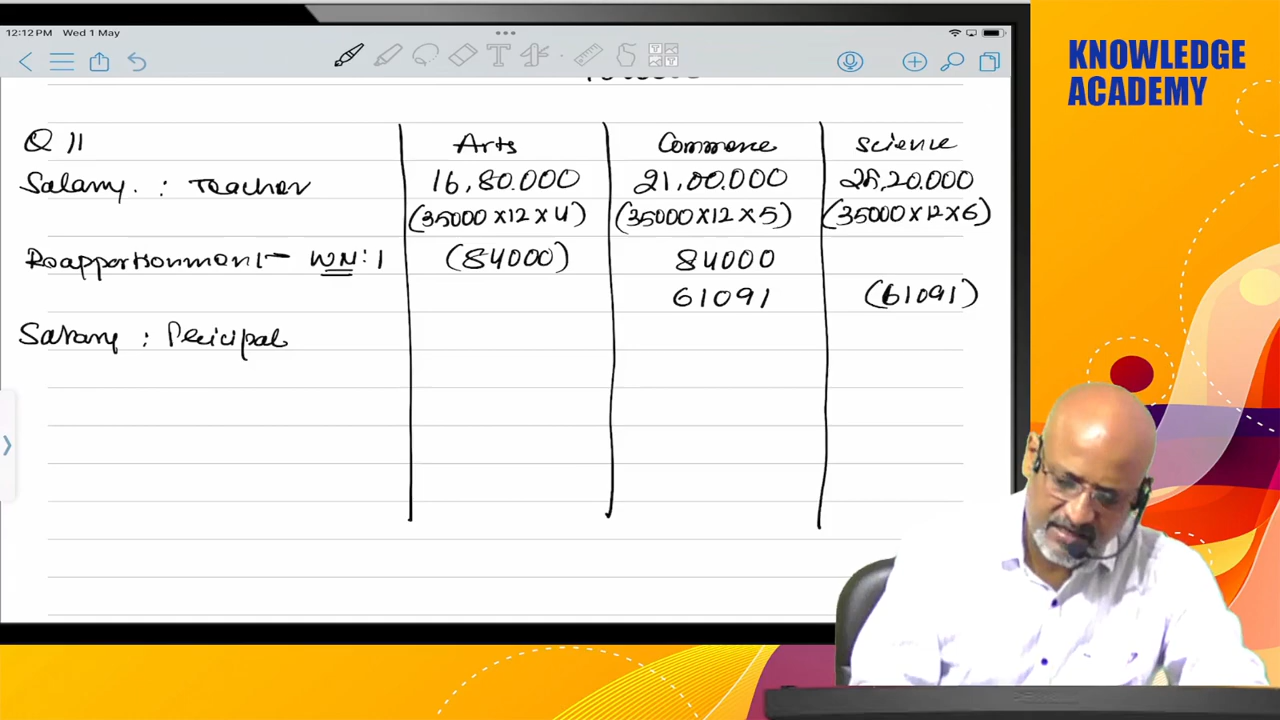 12:12 PM Wed 1 May
KNOWLEDGE
ACADEMY
Q 11 Arts Commerce Science
Salary : Teacher 16,80,000 21,00,000 25,20,000
(35000×12×4) (35000×12×5) (35000×12×6)
Reapportionment - WN:1 (84000) 84000
61091 (61091)
Salary : Pricipal